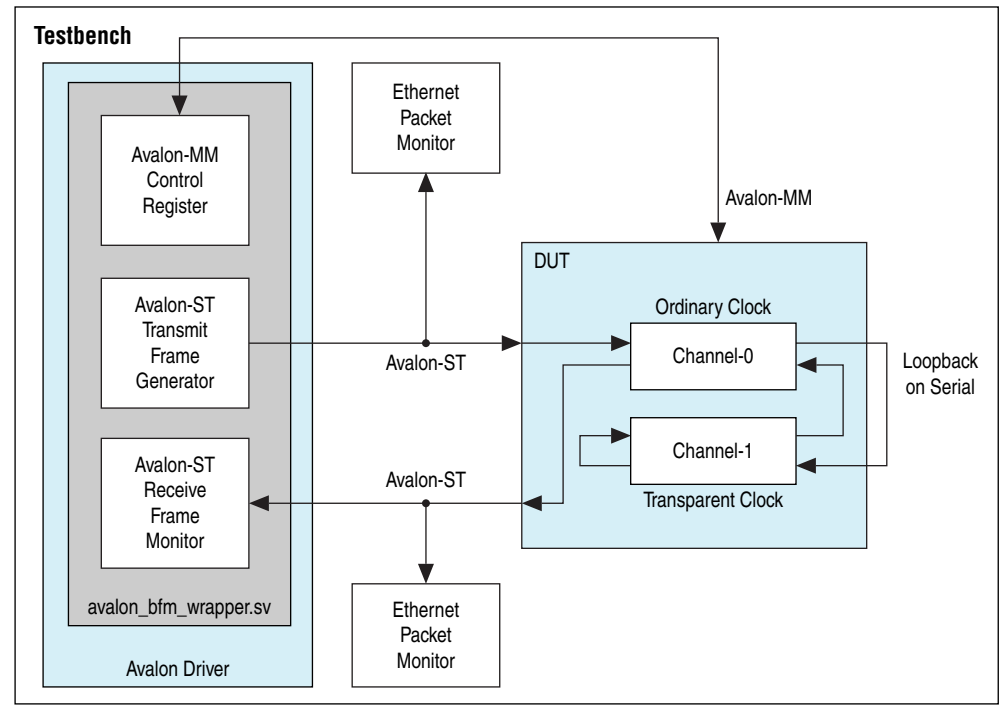 Testbench
Avalon-MM
Control
Register
Avalon-ST
Transmit
Frame
Generator
Avalon-ST
Receive
Frame
Monitor
avalon_bfm_wrapper.sv
Avalon Driver
Ethernet
Packet
Monitor
Avalon-ST
Avalon-ST
Ethernet
Packet
Monitor
Avalon-MM
DUT
Ordinary Clock
Channel-0
Channel-1
Transparent Clock
Loopback
on Serial